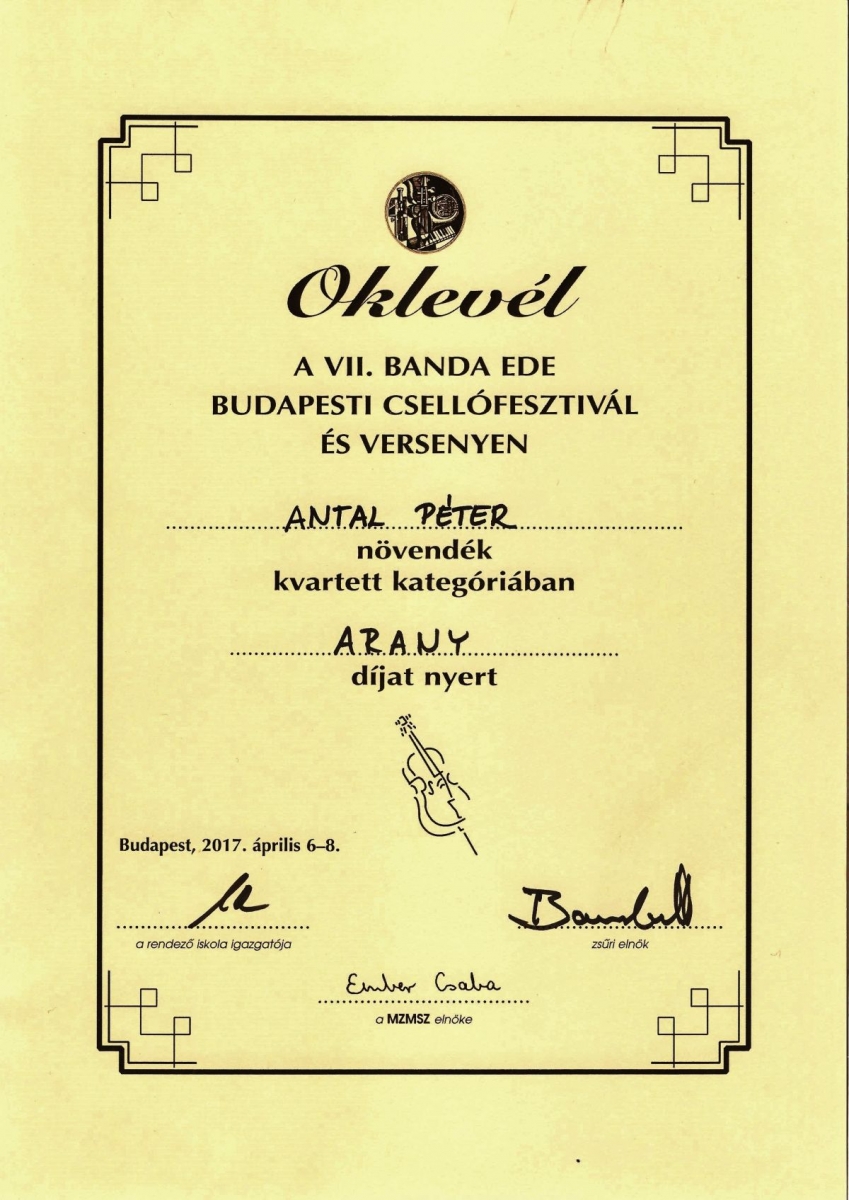 Oklevél
A VII. BANDA EDE
BUDAPESTI CSELLÓFESZTIVÁL
ÉS VERSENYEN
ANTAL PÉTER
növendék
kvartett kategóriában
ARANY
díjat nyert
Budapest, 2017. április 6–8.
a rendező iskola igazgatója
zsűri elnök
Ember Csaba
a MZMSZ elnöke